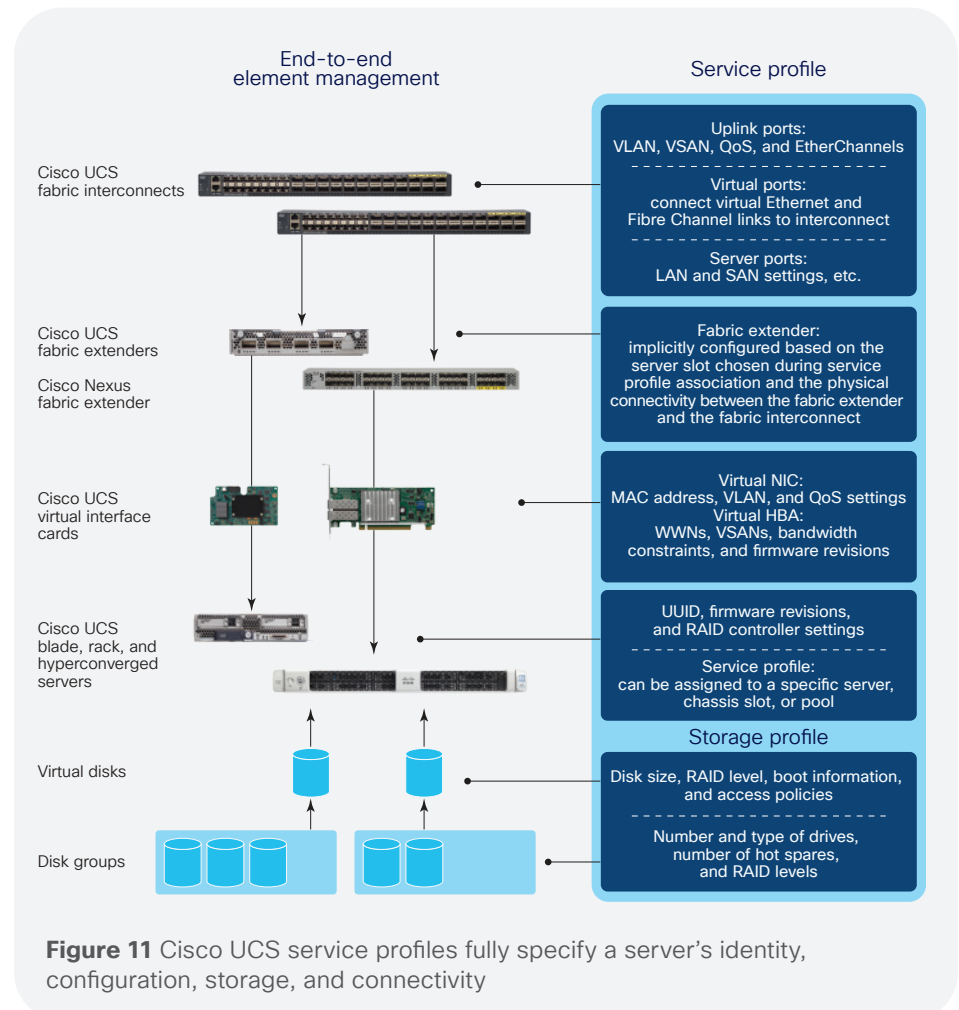 End-to-end
element management
Service profile
Cisco UCS
fabric interconnects
Uplink ports:
VLAN, VSAN, QoS, and EtherChannels
Virtual ports:
connect virtual Ethernet and
Fibre Channel links to interconnect
Server ports:
LAN and SAN settings, etc.
Cisco UCS
fabric extenders
Cisco Nexus
fabric extender
Fabric extender:
implicitly configured based on the
server slot chosen during service
profile association and the physical
connectivity between the fabric extender
and the fabric interconnect
Cisco UCS
virtual interface
cards
Virtual NIC:
MAC address, VLAN, and QoS settings
Virtual HBA:
WWNs, VSANs, bandwidth
constraints, and firmware revisions
Cisco UCS
blade, rack, and
hyperconverged
servers
UUID, firmware revisions,
and RAID controller settings
Service profile:
can be assigned to a specific server,
chassis slot, or pool
Storage profile
Virtual disks
Disk size, RAID level, boot information,
and access policies
Disk groups
Number and type of drives,
number of hot spares,
and RAID levels
Figure 11 Cisco UCS service profiles fully specify a server’s identity,
configuration, storage, and connectivity